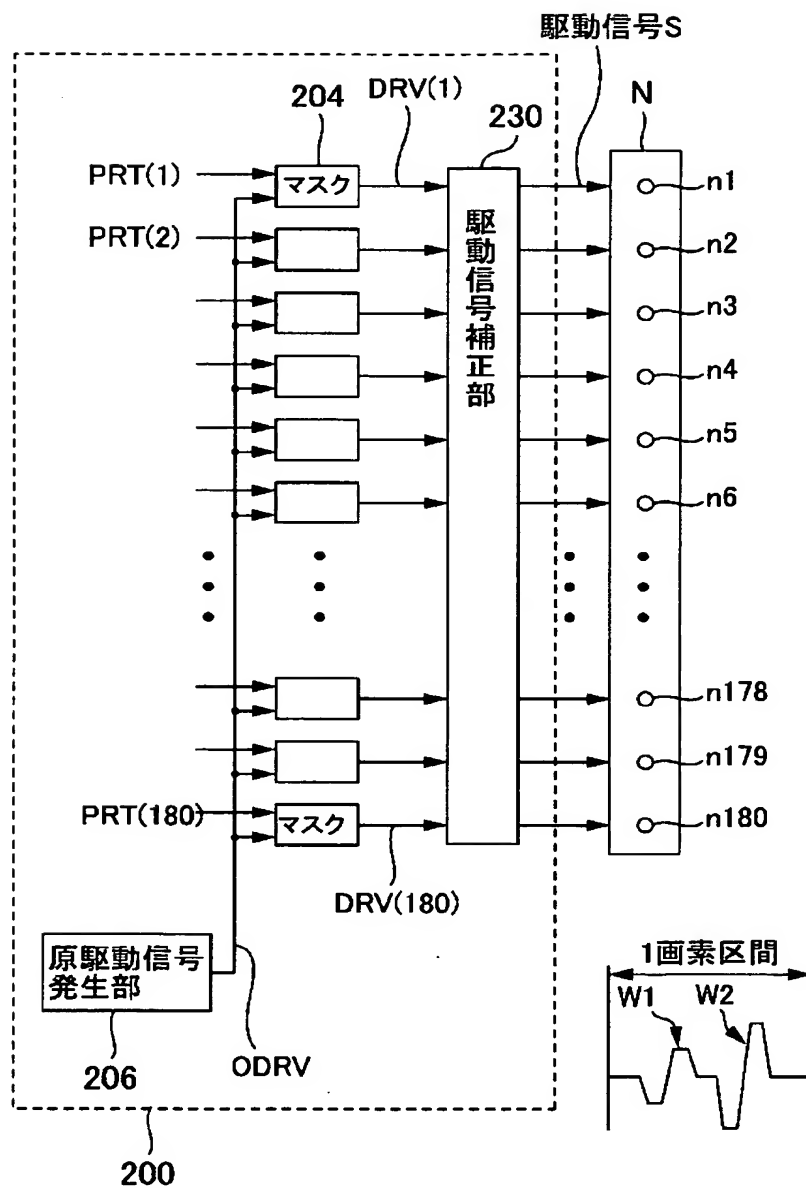 駆動信号S
204
DRV(1)
230
N
PRT(1)
マスク
n1
PRT(2)
n2
n3
駆動信号補正部
n4
n5
n6
n178
n179
PRT(180)
マスク
n180
DRV(180)
原駆動信号
発生部
1画素区間
W1
W2
206
ODRV
200